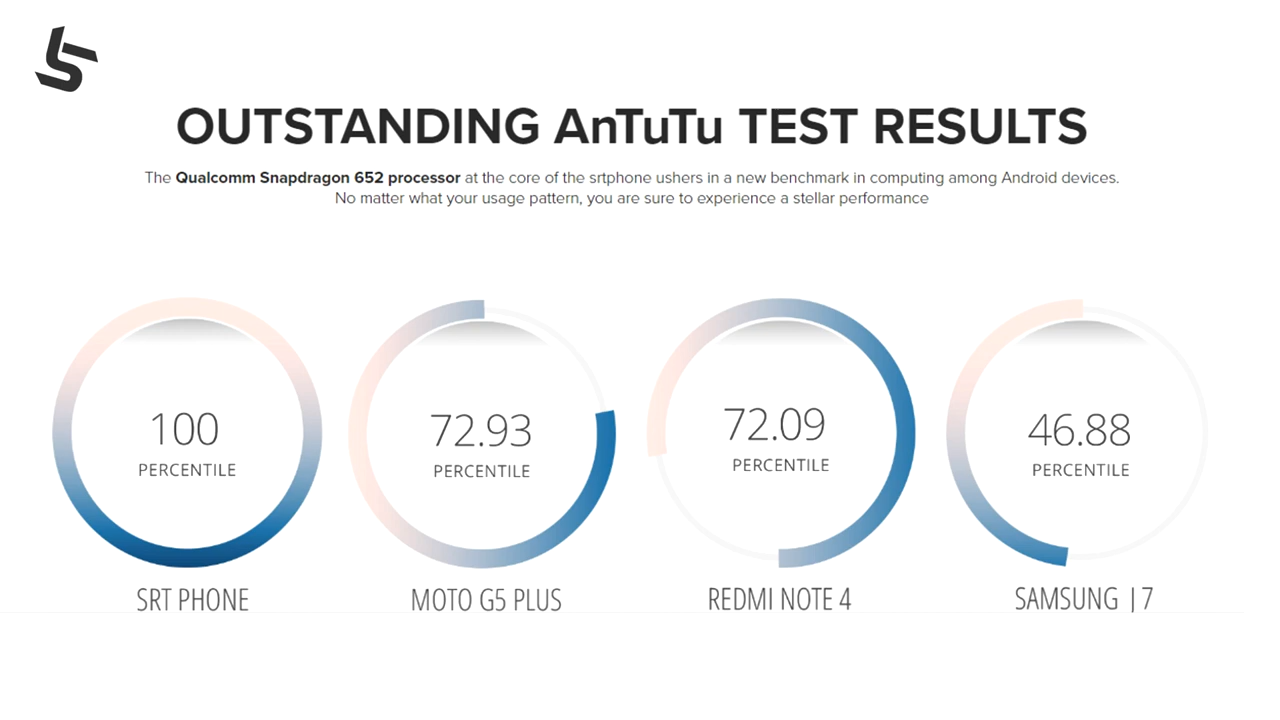 OUTSTANDING AnTuTu TEST RESULTS
The Qualcomm Snapdragon 652 processor at the core of the srtphone ushers in a new benchmark in computing among Android devices.
No matter what your usage pattern, you are sure to experience a stellar performance
100
PERCENTILE
SRT PHONE
72.93
PERCENTILE
MOTO G5 PLUS
72.09
PERCENTILE
REDMI NOTE 4
46.88
PERCENTILE
SAMSUNG |7